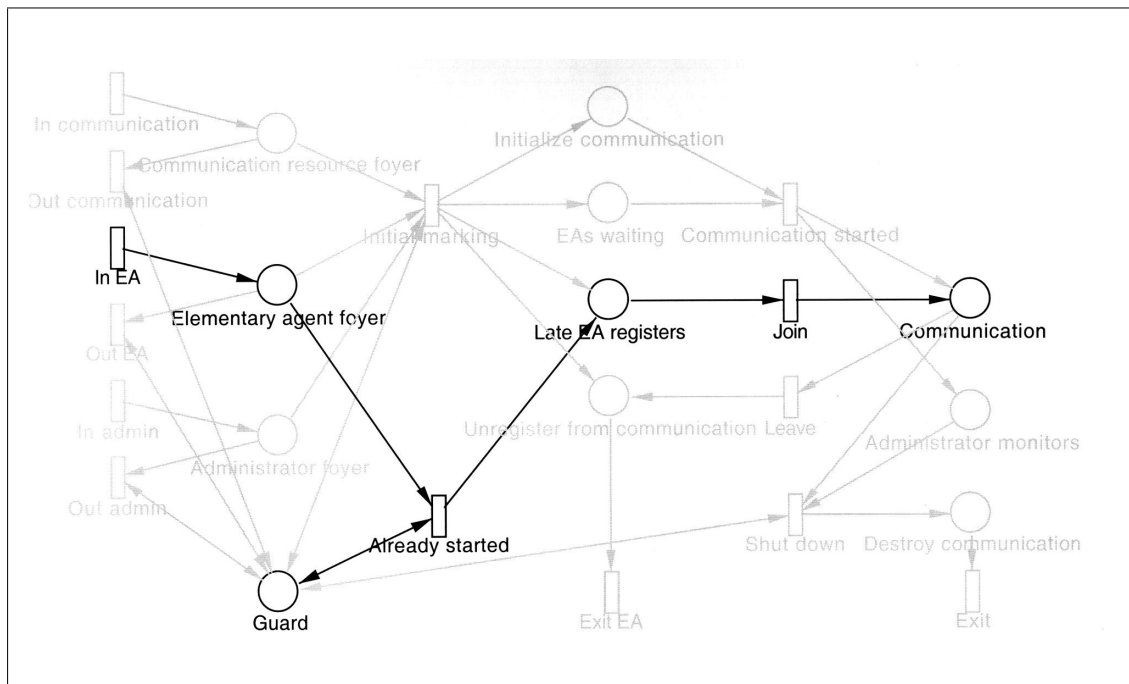 In communication
Communication resource foyer
Out communication
In EA
Elementary agent foyer
Out EA
In admin
Administrator foyer
Out admin
Guard
Already started
Initial marking
Initialize communication
EAs waiting
Communication started
Late EA registers
Join
Communication
Unregister from communication
Leave
Administrator monitors
Shut down
Destroy communication
Exit EA
Exit